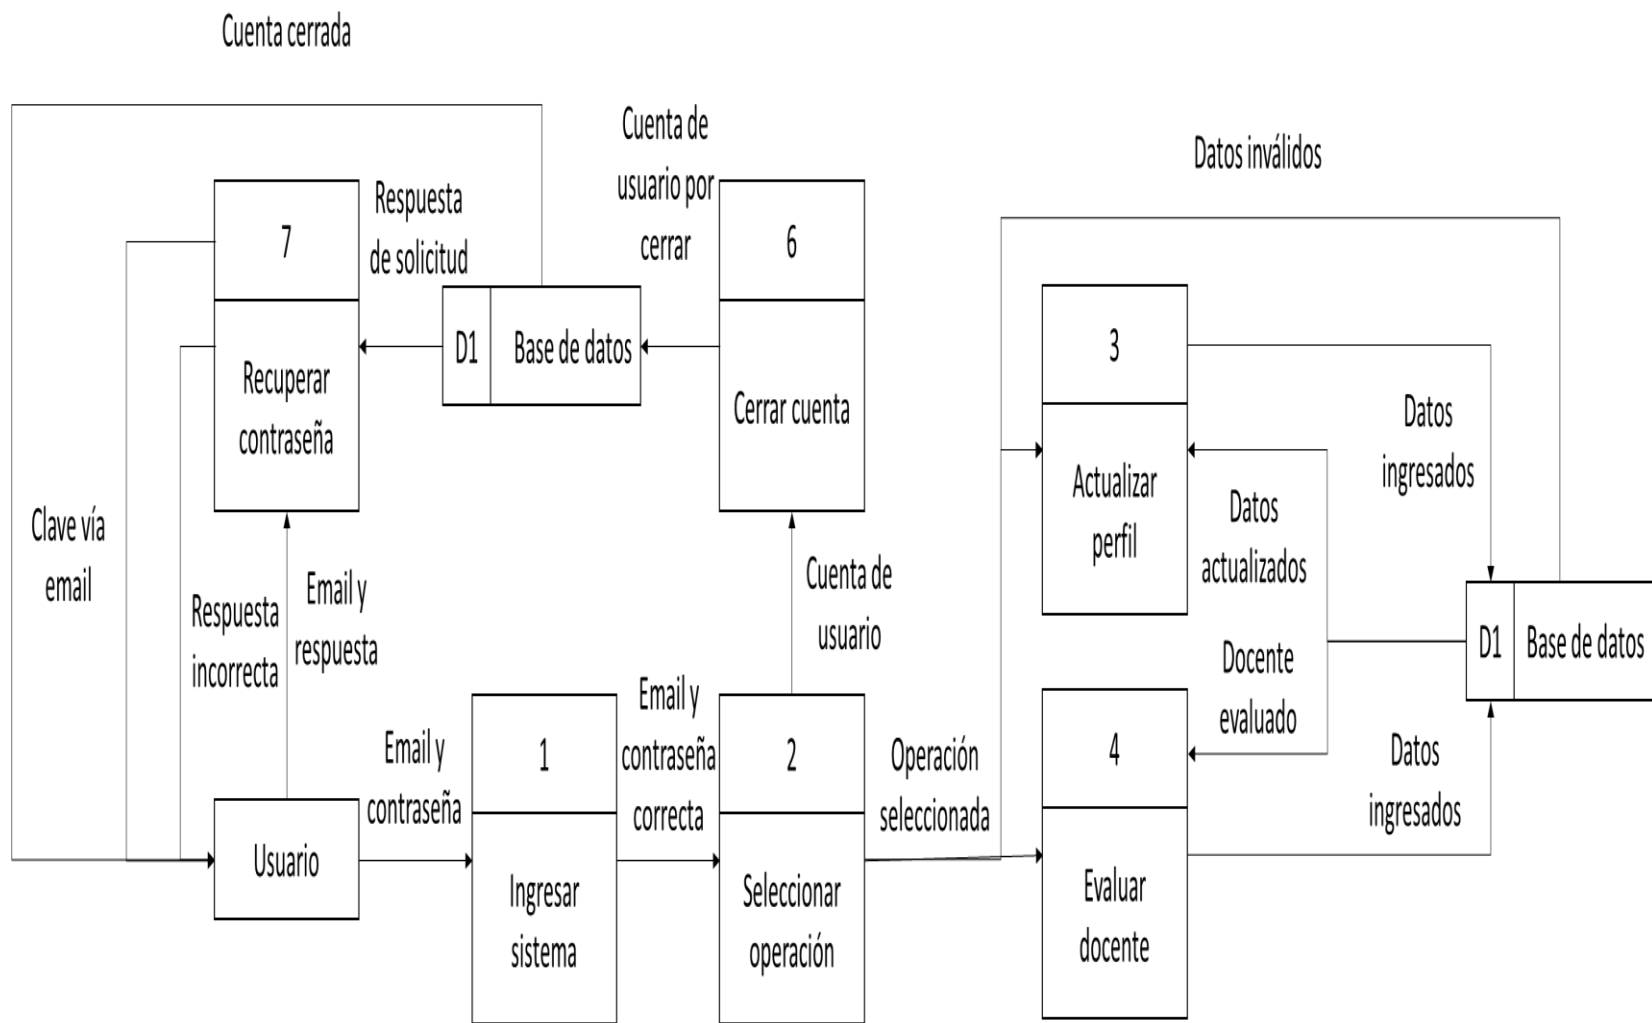 Cuenta cerrada
Cuenta de
usuario por
cerrar
Datos inválidos
7
Recuperar
contraseña
Respuesta
de solicitud
D1
Base de datos
6
Cerrar cuenta
3
Actualizar
perfil
Datos
ingresados
Clave vía
email
Respuesta
incorrecta
Email y
respuesta
Cuenta de
usuario
Datos
actualizados
Docente
evaluado
D1
Base de datos
Usuario
Email y
contraseña
1
Ingresar
sistema
Email y
contraseña
correcta
2
Seleccionar
operación
Operación
seleccionada
4
Evaluar
docente
Datos
ingresados